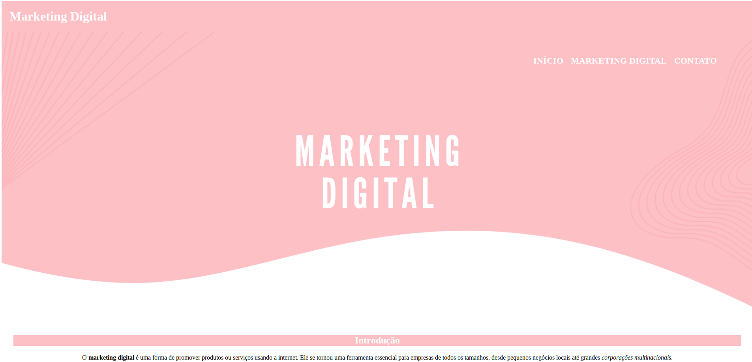 Marketing Digital
INÍCIO MARKETING DIGITAL CONTATO
MARKETING
DIGITAL
Introdução
O marketing digital é uma forma de promover produtos ou serviços usando a internet. Ele se tornou uma ferramenta essencial para empresas de todos os tamanhos, desde pequenos negócios locais até grandes corporações multinacionais.